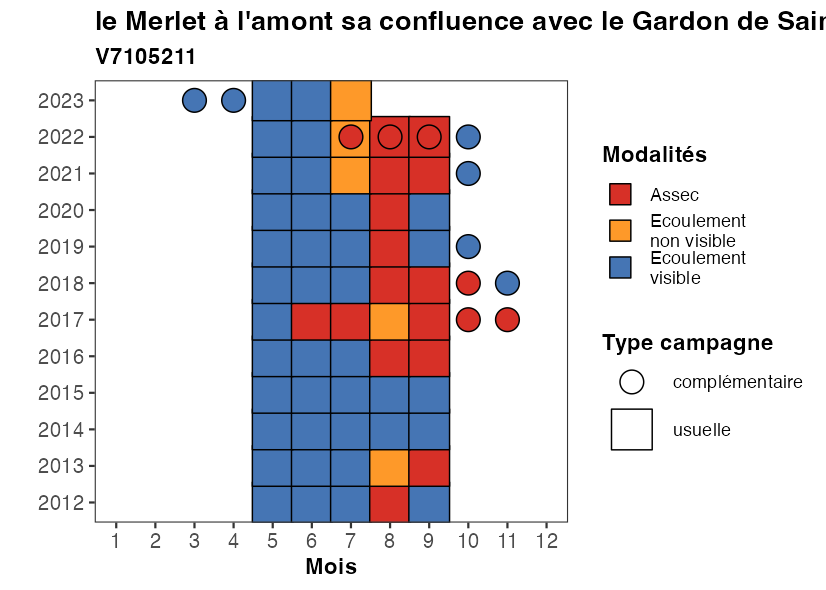 le Merlet à l'amont sa confluence avec le Gardon de Sain
V7105211
2023
2022
2021
2020
2019
2018
2017
2016
2015
2014
2013
2012
1 2 3 4 5 6 7 8 9 10 11 12
Mois
Modalités
Assec
Ecoulement
non visible
Ecoulement
visible
Type campagne
complémentaire
usuelle